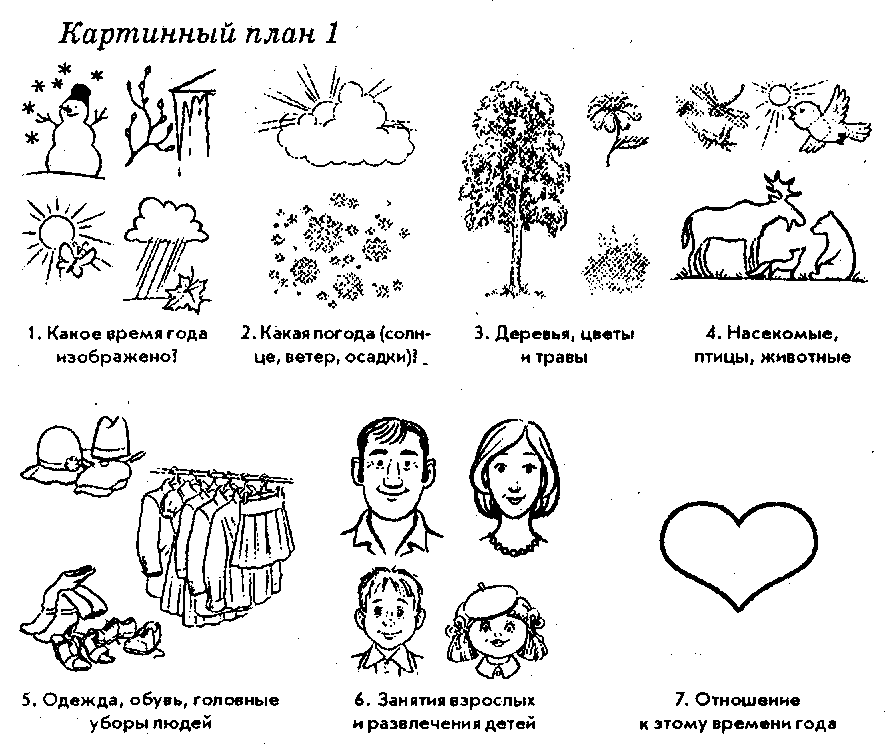 Картинный план 1
1. Какое время года
изображено?
2. Какая погода (солн-
це, ветер, осадки)?
3. Деревья, цветы
и травы
4. Насекомые,
птицы, животные
5. Одежда, обувь, головные
уборы людей
6. Занятия взрослых
и развлечения детей
7. Отношение
к этому времени года